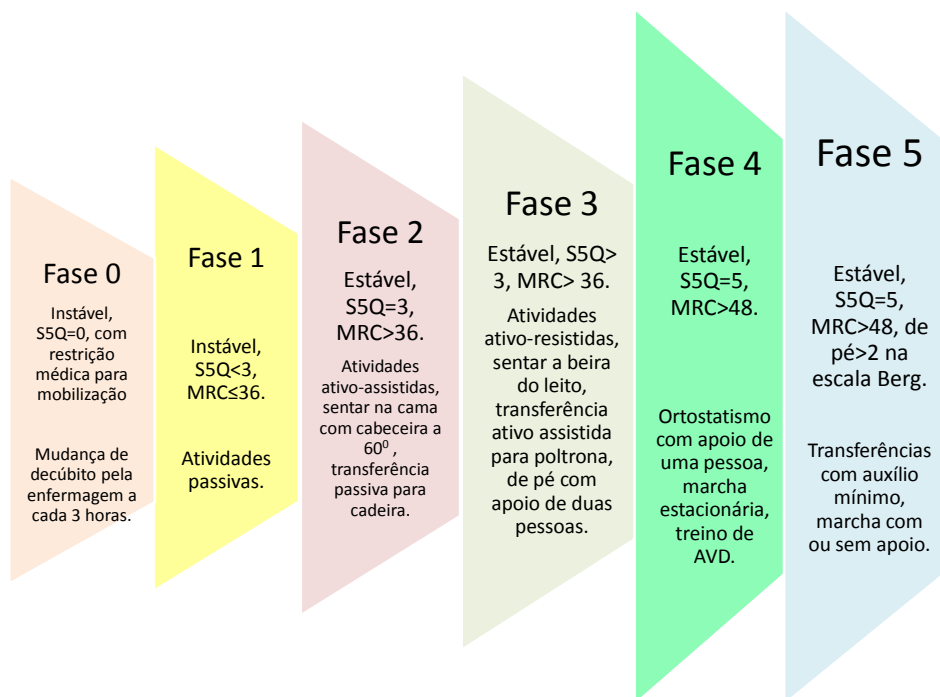 Fase 0
Instável,
S5Q=0, com
restrição
médica para
mobilização
Mudança de
decúbito pela
enfermagem a
cada 3 horas.
Fase 1
Instável,
S5Q<3,
MRC≤36.
Atividades
passivas.
Fase 2
Estável,
S5Q=3,
MRC>36.
Atividades
ativo-assistidas,
sentar na cama
com cabeceira a
60⁰ ,
transferência
passiva para
cadeira.
Fase 3
Estável, S5Q>
3, MRC> 36.
Atividades
ativo-resistidas,
sentar a beira
do leito,
transferência
ativo assistida
para poltrona,
de pé com
apoio de duas
pessoas.
Fase 4
Estável,
S5Q=5,
MRC>48.
Ortostatismo
com apoio de
uma pessoa,
marcha
estacionária,
treino de
AVD.
Fase 5
Estável,
S5Q=5,
MRC>48, de
pé>2 na
escala Berg.
Transferências
com auxílio
mínimo,
marcha com
ou sem apoio.